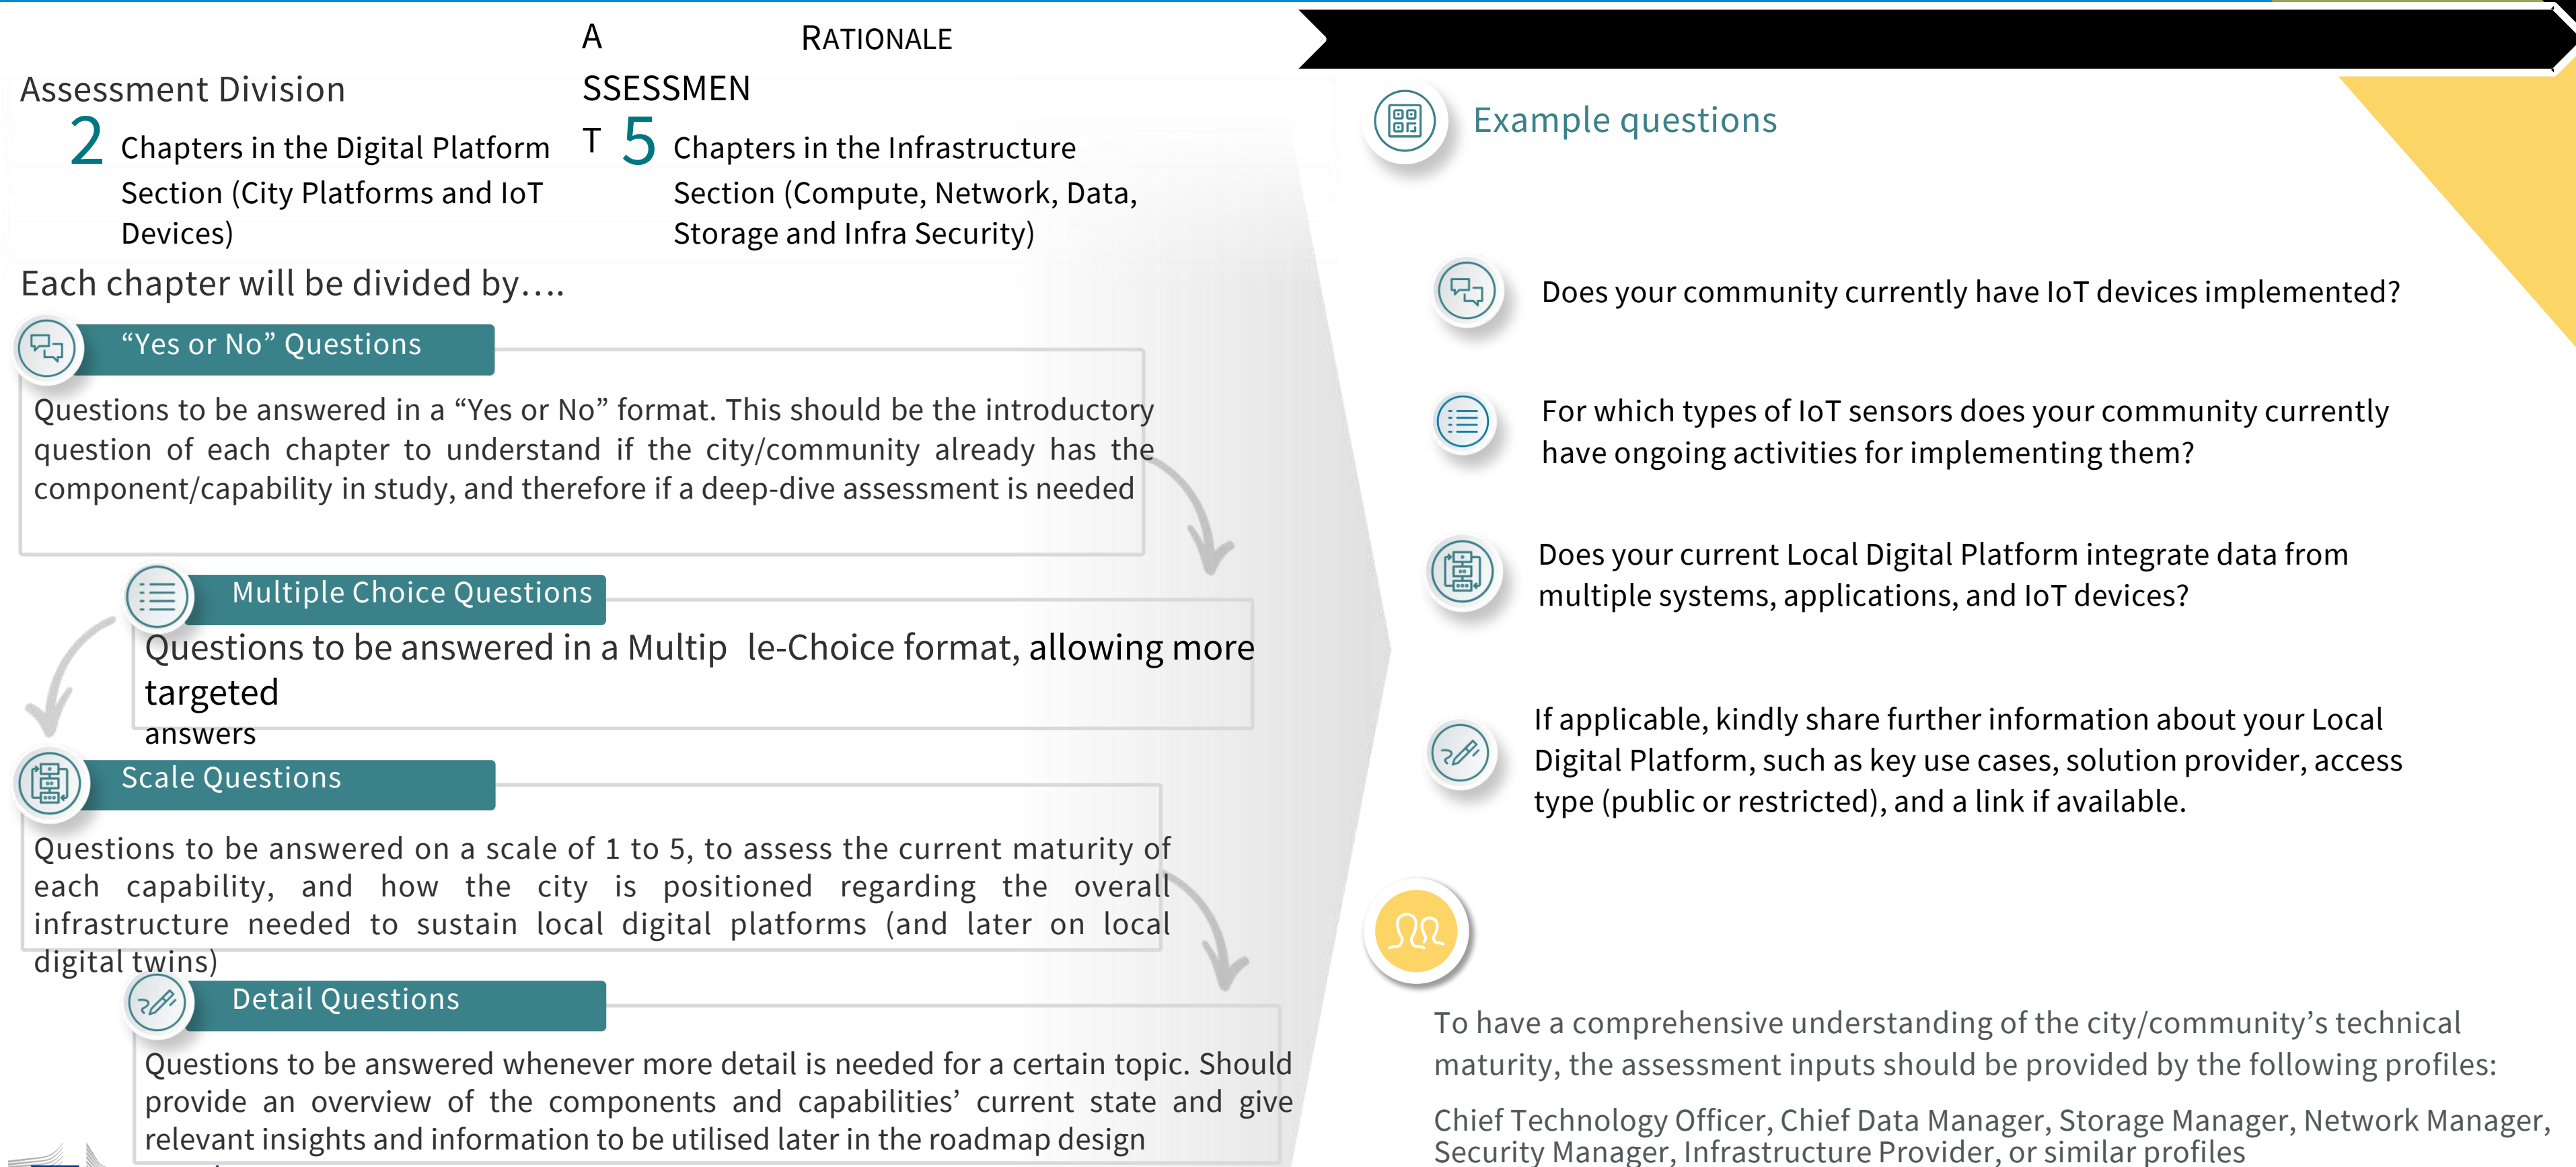 A RATIONALE
SSESSMEN
T
Assessment Division
2 Chapters in the Digital Platform
Section (City Platforms and IoT
Devices)
5 Chapters in the Infrastructure
Section (Compute, Network, Data,
Storage and Infra Security)
Each chapter will be divided by….
“Yes or No” Questions
Questions to be answered in a “Yes or No” format. This should be the introductory
question of each chapter to understand if the city/community already has the
component/capability in study, and therefore if a deep-dive assessment is needed
Multiple Choice Questions
Questions to be answered in a Multip le-Choice format, allowing more
targeted
answers
Scale Questions
Questions to be answered on a scale of 1 to 5, to assess the current maturity of
each capability, and how the city is positioned regarding the overall
infrastructure needed to sustain local digital platforms (and later on local
digital twins)
Detail Questions
Questions to be answered whenever more detail is needed for a certain topic. Should
provide an overview of the components and capabilities’ current state and give
relevant insights and information to be utilised later in the roadmap design
Example questions
Does your community currently have IoT devices implemented?
For which types of IoT sensors does your community currently
have ongoing activities for implementing them?
Does your current Local Digital Platform integrate data from
multiple systems, applications, and IoT devices?
If applicable, kindly share further information about your Local
Digital Platform, such as key use cases, solution provider, access
type (public or restricted), and a link if available.
To have a comprehensive understanding of the city/community’s technical
maturity, the assessment inputs should be provided by the following profiles:
Chief Technology Officer, Chief Data Manager, Storage Manager, Network Manager,
Security Manager, Infrastructure Provider, or similar profiles